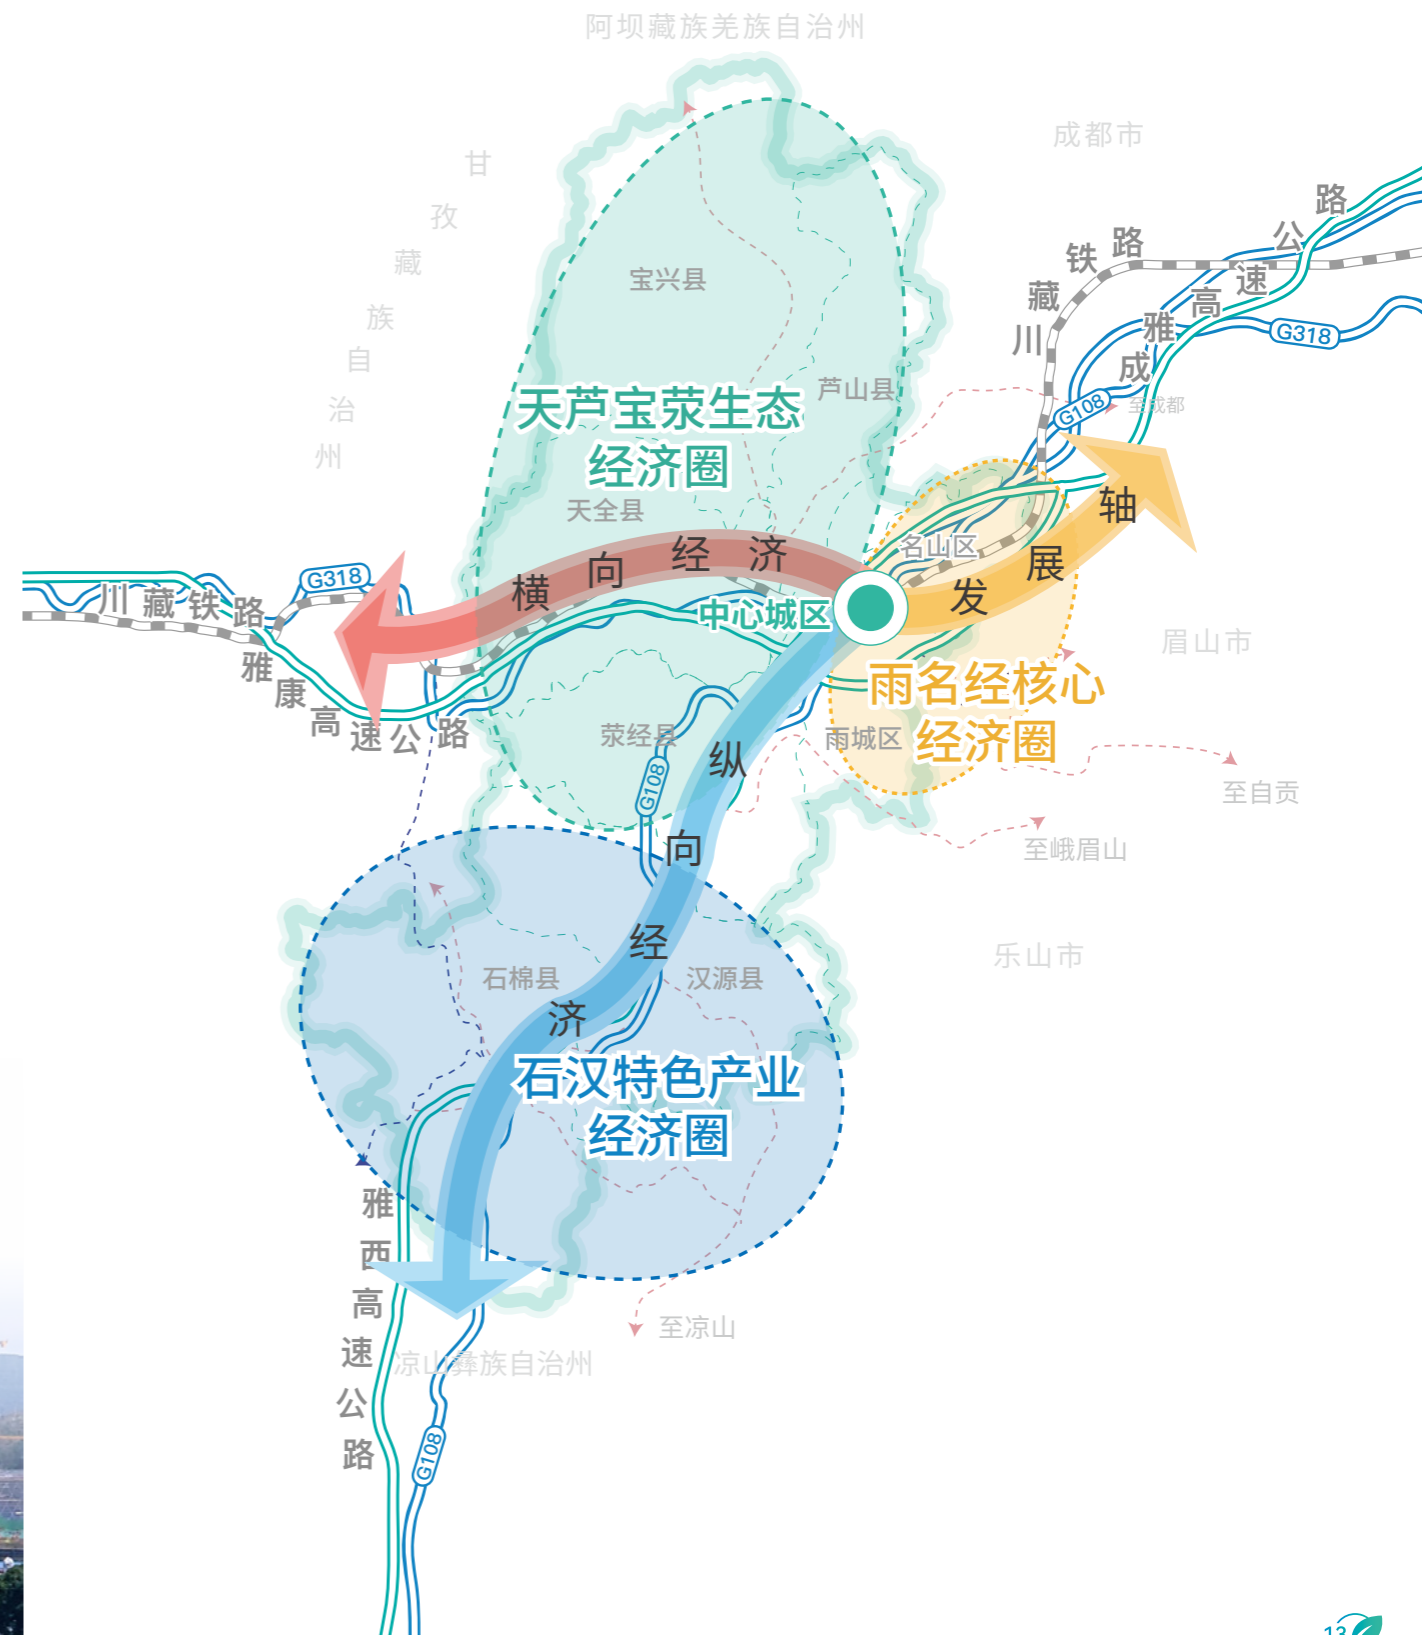 阿坝藏族羌族自治州
成都市
甘孜藏族自治州
川藏铁路
成雅高速公路
G318
宝兴县
芦山县
至成都
G108
天芦宝荥生态
经济圈
天全县
横向经济
发展轴
名山区
G318
川藏铁路
雅康高速公路
中心城区
眉山市
雨名经核心
经济圈
荥经县
雨城区
纵向经济
G108
至自贡
至峨眉山
乐山市
石棉县
汉源县
石汉特色产业
经济圈
雅西高速公路
至凉山
凉山彝族自治州
G108
13